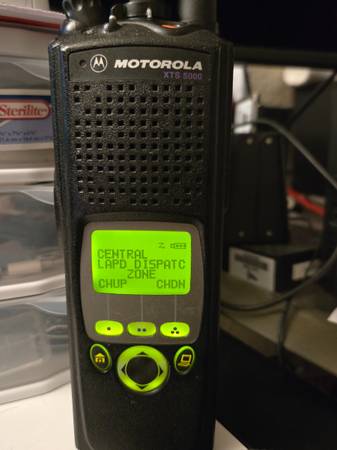 Sterilite
MOTOROLA
XTS 5000
Z
CENTRAL
LAPD DISPATC
ZONE
CHUP CHDN